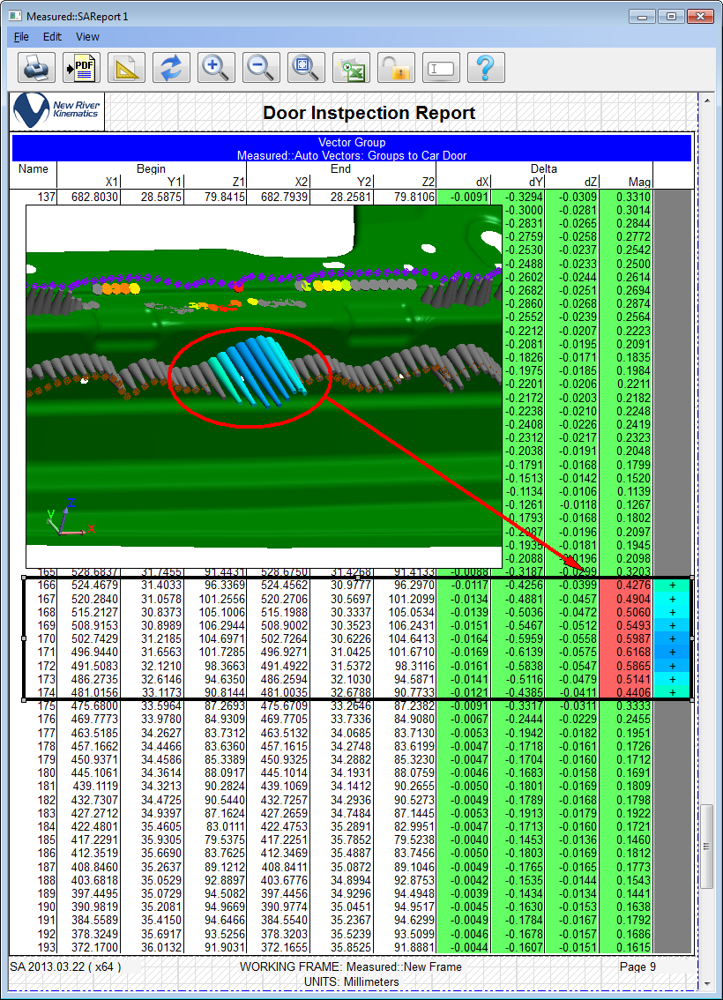 Measured::SAReport 1
File Edit View
PDF
New River
Kinematics
Door Instpection Report
Vector Group
Measured::Auto Vectors: Groups to Car Door
Name Begin End Delta
X1 Y1 Z1 X2 Y2 Z2 dX dY dZ Mag
137 682.8030 28.5875 79.8415 682.7939 28.2581 79.8106 -0.0091 -0.3294 -0.0309 0.3310
-0.3000 -0.0281 0.3014
-0.2831 -0.0265 0.2844
-0.2759 -0.0258 0.2772
-0.2530 -0.0237 0.2542
-0.2488 -0.0233 0.2500
-0.2602 -0.0244 0.2614
-0.2682 -0.0251 0.2694
-0.2860 -0.0268 0.2874
-0.2552 -0.0239 0.2564
-0.2212 -0.0207 0.2223
-0.2081 -0.0195 0.2091
-0.1826 -0.0171 0.1835
-0.1975 -0.0185 0.1984
-0.2201 -0.0206 0.2211
-0.2172 -0.0203 0.2182
-0.2238 -0.0210 0.2248
-0.2408 -0.0226 0.2419
-0.2312 -0.0217 0.2323
-0.2038 -0.0191 0.2048
-0.1791 -0.0168 0.1799
-0.1513 -0.0142 0.1520
-0.1134 -0.0106 0.1139
-0.1261 -0.0118 0.1267
-0.1793 -0.0168 0.1802
-0.2087 -0.0196 0.2097
-0.1935 -0.0181 0.1945
-0.2088 -0.0196 0.2098
Y Z X
165 528.6837 31.7455 91.4431 528.6750 31.4268 91.4133 -0.0088 -0.3187 -0.0299 0.3203
166 524.4679 31.4033 96.3369 524.4562 30.9777 96.2970 -0.0117 -0.4256 -0.0399 0.4276 +
167 520.2840 31.0578 101.2556 520.2706 30.5697 101.2099 -0.0134 -0.4881 -0.0457 0.4904 +
168 515.2127 30.8373 105.1006 515.1988 30.3337 105.0534 -0.0139 -0.5036 -0.0472 0.5060 +
169 508.9153 30.8989 106.2944 508.9002 30.3523 106.2431 -0.0151 -0.5467 -0.0512 0.5493 +
170 502.7429 31.2185 104.6971 502.7264 30.6226 104.6413 -0.0164 -0.5959 -0.0558 0.5987 +
171 496.9440 31.6563 101.7285 496.9271 31.0425 101.6710 -0.0169 -0.6139 -0.0575 0.6168 +
172 491.5083 32.1210 98.3663 491.4922 31.5372 98.3116 -0.0161 -0.5838 -0.0547 0.5865 +
173 486.2735 32.6146 94.6350 486.2594 32.1030 94.5871 -0.0141 -0.5116 -0.0479 0.5141 +
174 481.0156 33.1173 90.8144 481.0035 32.6788 90.7733 -0.0121 -0.4385 -0.0411 0.4406 +
175 475.6800 33.5964 87.2693 475.6709 33.2646 87.2382 -0.0091 -0.3317 -0.0311 0.3333
176 469.7773 33.9780 84.9309 469.7705 33.7336 84.9080 -0.0067 -0.2444 -0.0229 0.2455
177 463.5185 34.2627 83.7312 463.5132 34.0685 83.7130 -0.0053 -0.1942 -0.0182 0.1951
178 457.1662 34.4466 83.6360 457.1615 34.2748 83.6199 -0.0047 -0.1718 -0.0161 0.1726
179 450.9371 34.4586 85.3389 450.9325 34.2882 85.3230 -0.0047 -0.1704 -0.0160 0.1712
180 445.1061 34.3614 88.0917 445.1014 34.1931 88.0759 -0.0046 -0.1683 -0.0158 0.1691
181 439.1119 34.3213 90.2824 439.1069 34.1412 90.2655 -0.0050 -0.1801 -0.0169 0.1809
182 432.7307 34.4725 90.5440 432.7257 34.2936 90.5273 -0.0049 -0.1789 -0.0168 0.1798
183 427.2712 34.9397 87.1624 427.2659 34.7484 87.1445 -0.0053 -0.1913 -0.0179 0.1922
184 422.4801 35.4605 83.0111 422.4753 35.2891 82.9951 -0.0047 -0.1713 -0.0160 0.1721
185 417.2291 35.9305 79.5375 417.2251 35.7852 79.5238 -0.0040 -0.1453 -0.0136 0.1460
186 412.3519 35.6690 83.7625 412.3469 35.4887 83.7456 -0.0050 -0.1803 -0.0169 0.1812
187 408.8460 35.2637 89.1212 408.8411 35.0872 89.1046 -0.0049 -0.1765 -0.0165 0.1773
188 403.6818 35.0529 92.8897 403.6776 34.8994 92.8753 -0.0042 -0.1535 -0.0144 0.1543
189 397.4495 35.0729 94.5082 397.4456 34.9296 94.4948 -0.0039 -0.1434 -0.0134 0.1441
190 390.9819 35.2081 94.9669 390.9774 35.0451 94.9517 -0.0045 -0.1630 -0.0153 0.1638
191 384.5589 35.4150 94.6466 384.5540 35.2367 94.6299 -0.0049 -0.1784 -0.0167 0.1792
192 378.3249 35.6917 93.5256 378.3203 35.5239 93.5099 -0.0046 -0.1678 -0.0157 0.1686
193 372.1700 36.0132 91.9031 372.1655 35.8525 91.8881 -0.0044 -0.1607 -0.0151 0.1615
SA 2013.03.22 ( x64 ) WORKING FRAME: Measured::New Frame Page 9
UNITS: Millimeters